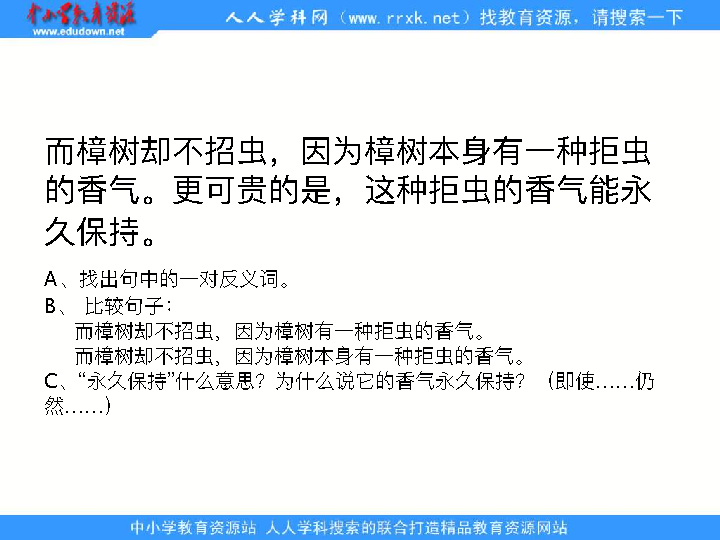 中小学教育资源
www.edudown.net
人人学科网（www.rrxk.net）找教育资源，请搜索一下
而樟树却不招虫，因为樟树本身有一种拒虫
的香气。更可贵的是，这种拒虫的香气能永
久保持。
A、找出句中的一对反义词。
B、 比较句子：
而樟树却不招虫，因为樟树有一种拒虫的香气。
而樟树却不招虫，因为樟树本身有一种拒虫的香气。
C、“永久保持”什么意思？为什么说它的香气永久保持？（即使……仍
然……）
中小学教育资源站 人人学科搜索的联合打造精品教育资源网站